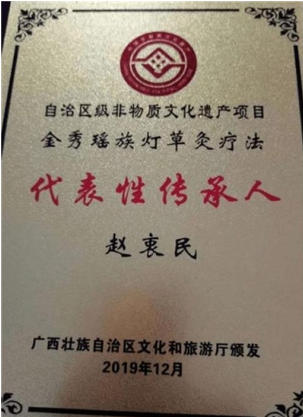 自治区级非物质文化遗产项目
金秀瑶族灯草灸疗法
代表性传承人
赵衷民
广西壮族自治区文化和旅游厅颁发
2019年12月